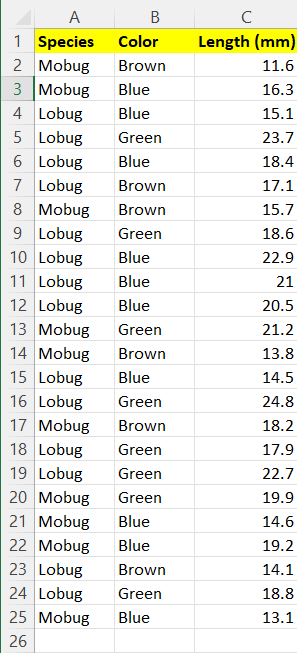 A B C
1 Species Color Length (mm)
2 Mobug Brown 11.6
3 Mobug Blue 16.3
4 Lobug Blue 15.1
5 Lobug Green 23.7
6 Lobug Blue 18.4
7 Lobug Brown 17.1
8 Mobug Brown 15.7
9 Lobug Green 18.6
10 Lobug Blue 22.9
11 Lobug Blue 21
12 Lobug Blue 20.5
13 Mobug Green 21.2
14 Mobug Brown 13.8
15 Lobug Blue 14.5
16 Lobug Green 24.8
17 Mobug Brown 18.2
18 Lobug Green 17.9
19 Lobug Green 22.7
20 Mobug Green 19.9
21 Mobug Blue 14.6
22 Mobug Blue 19.2
23 Lobug Brown 14.1
24 Lobug Green 18.8
25 Mobug Blue 13.1
26